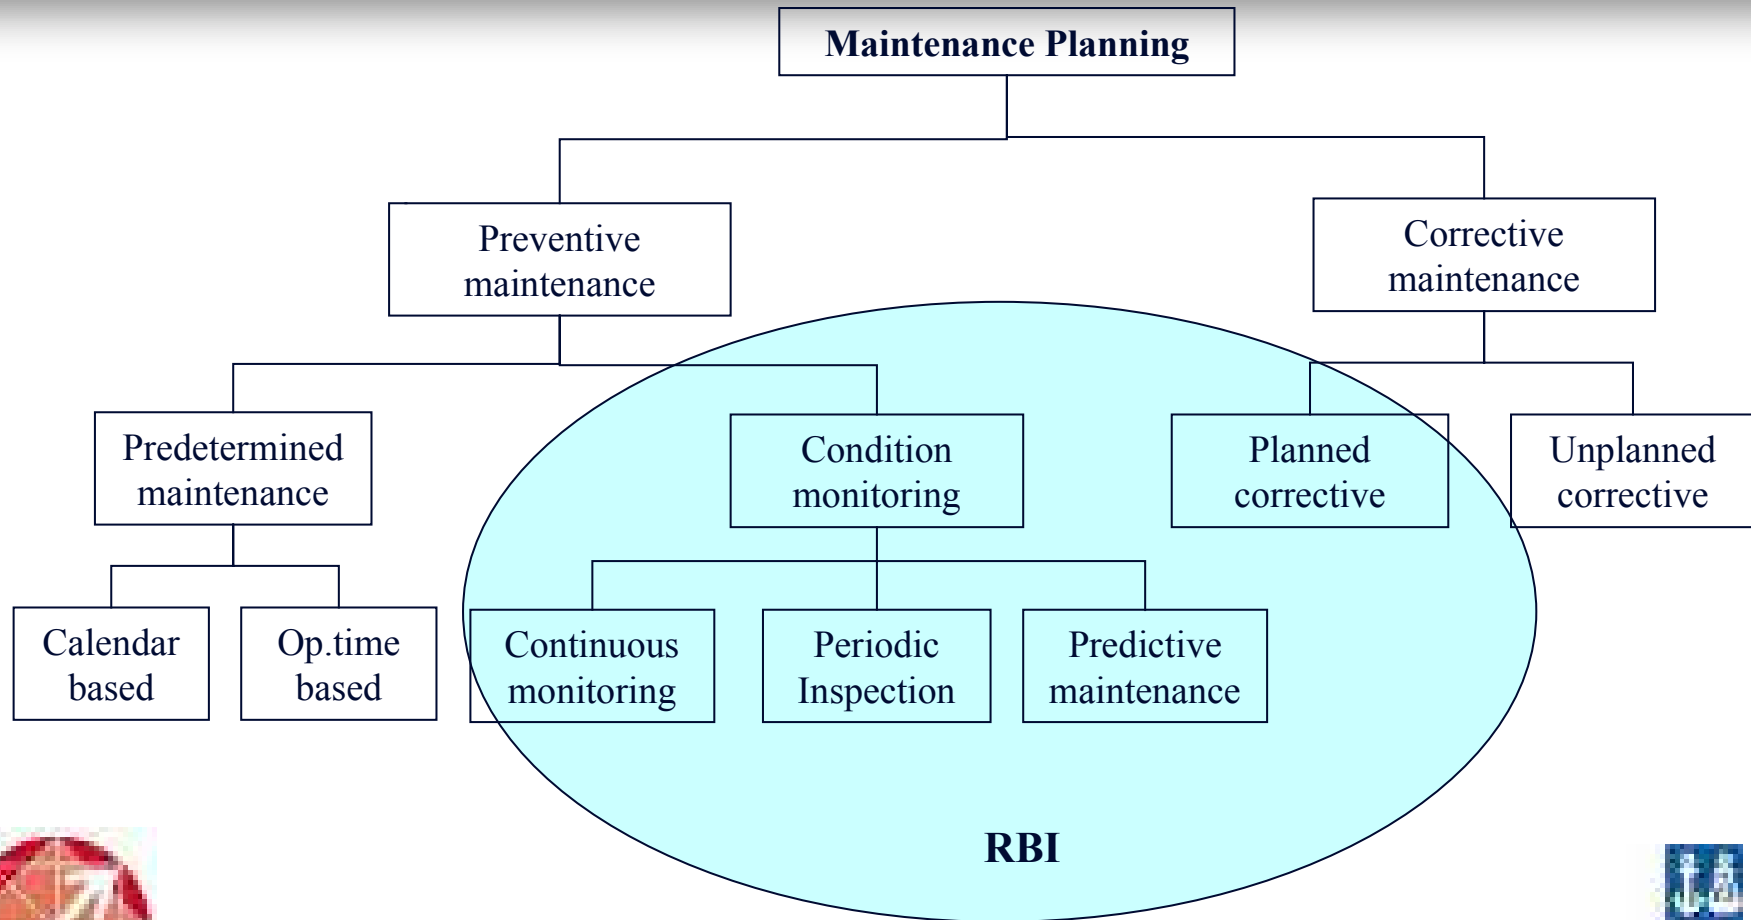 Maintenance Planning
Preventive
maintenance
Corrective
maintenance
Predetermined
maintenance
Condition
monitoring
Planned
corrective
Unplanned
corrective
Calendar
based
Op.time
based
Continuous
monitoring
Periodic
Inspection
Predictive
maintenance
RBI